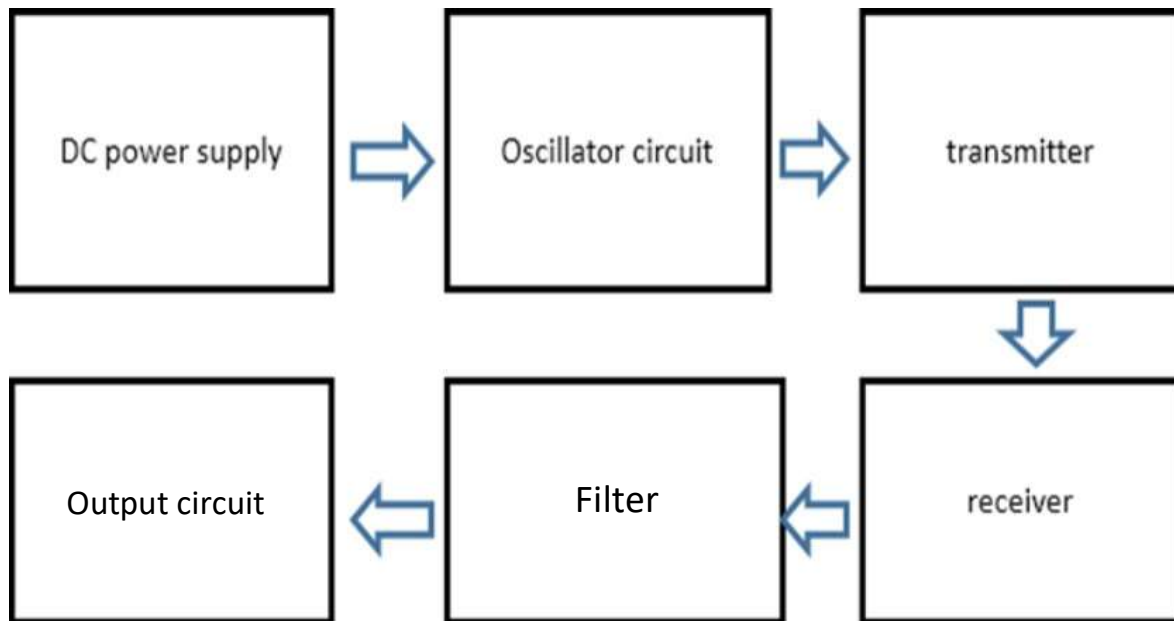 DC power supply
Oscillator circuit
transmitter
Output circuit
Filter
receiver